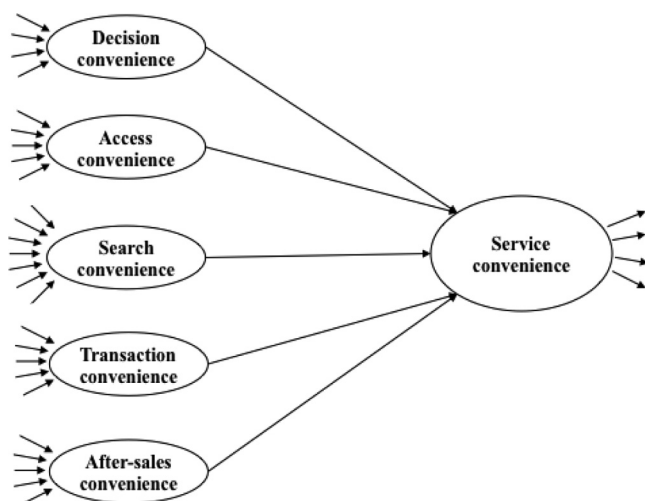 Decision
convenience
Access
convenience
Search
convenience
Service
convenience
Transaction
convenience
After-sales
convenience